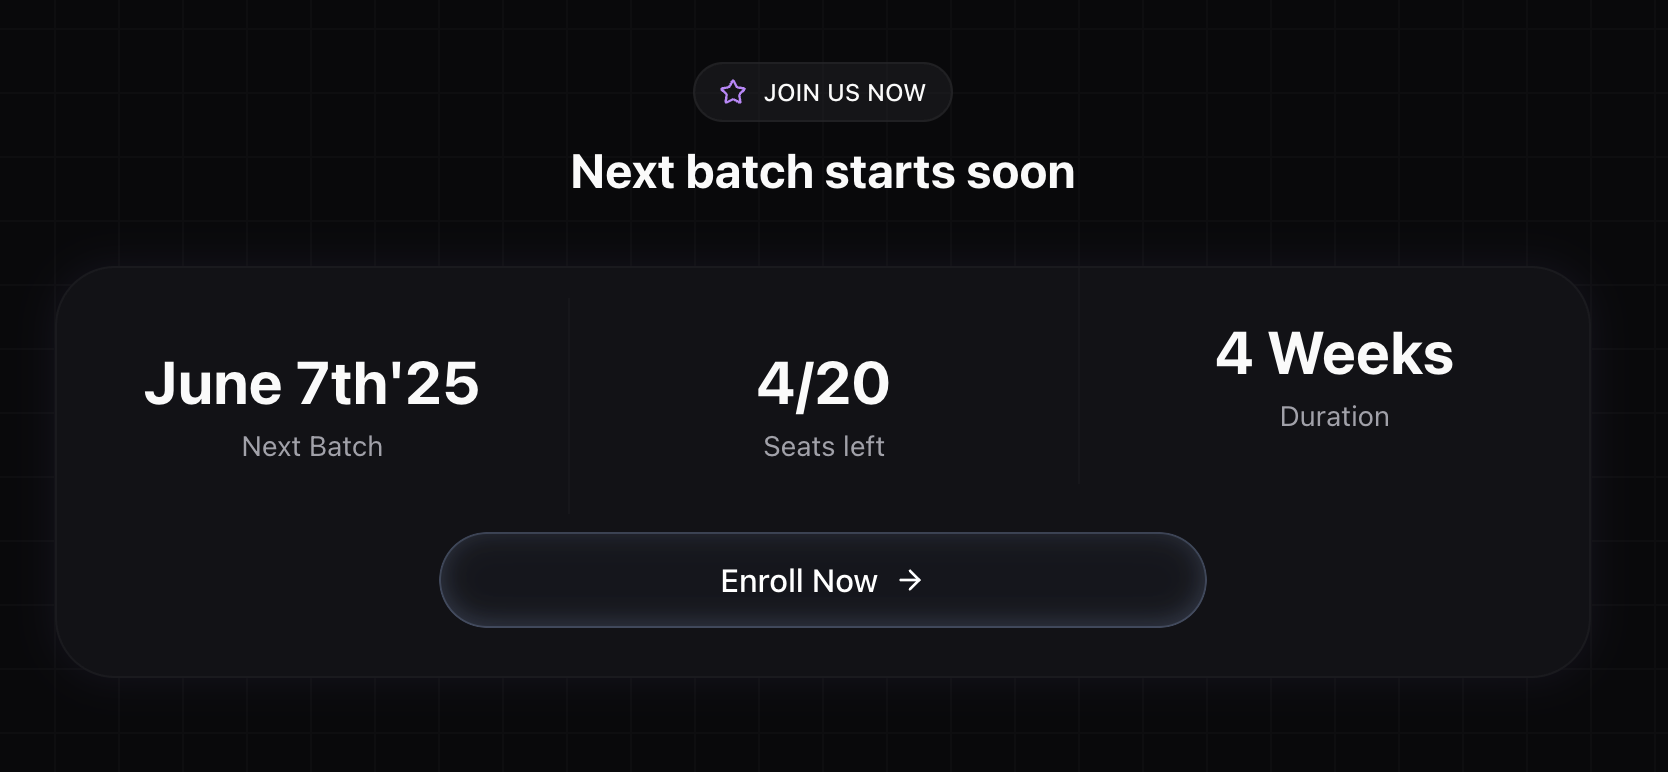 JOIN US NOW
Next batch starts soon
June 7th'25
Next Batch
4/20
Seats left
4 Weeks
Duration
Enroll Now →